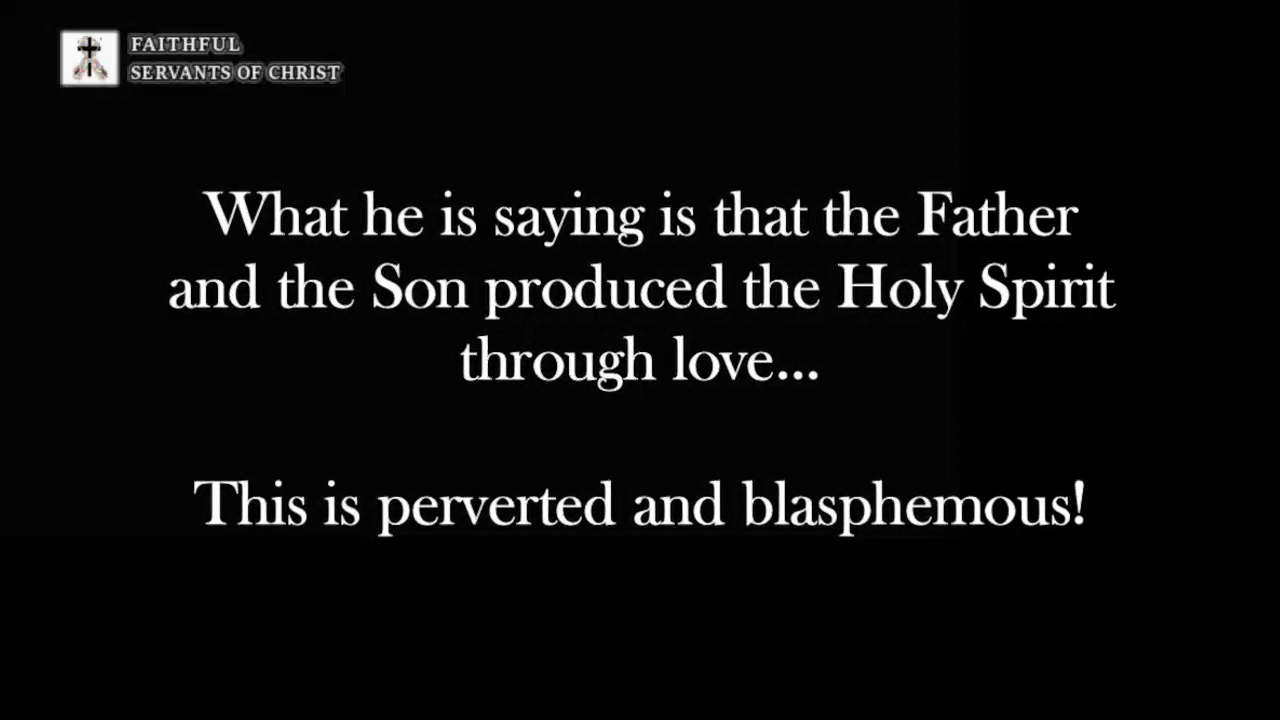 FAITHFUL
SERVANTS OF CHRIST
What he is saying is that the Father
and the Son produced the Holy Spirit
through love...
This is perverted and blasphemous!